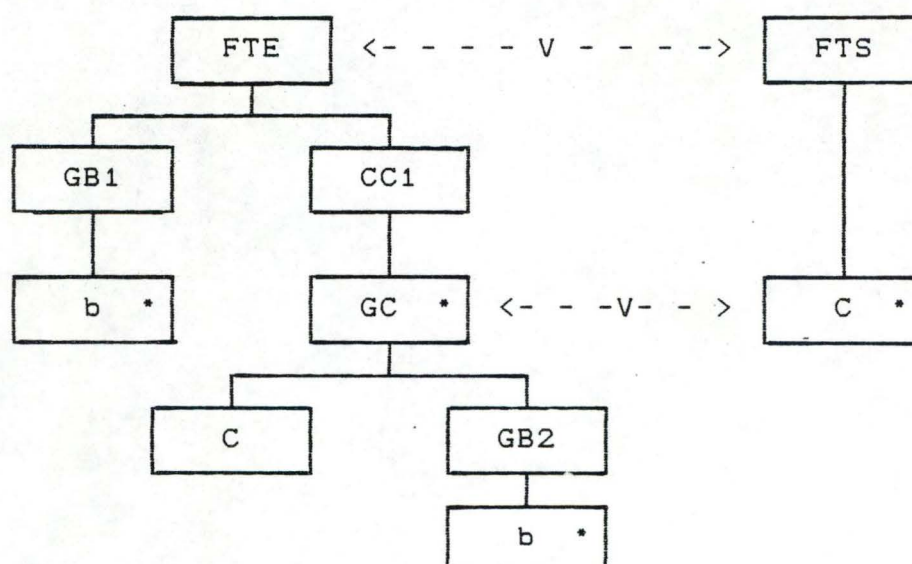 FTE <- - - - V - - - -> FTS
GB1 CC1
b * GC * <- - -V- - > C *
C GB2
b *